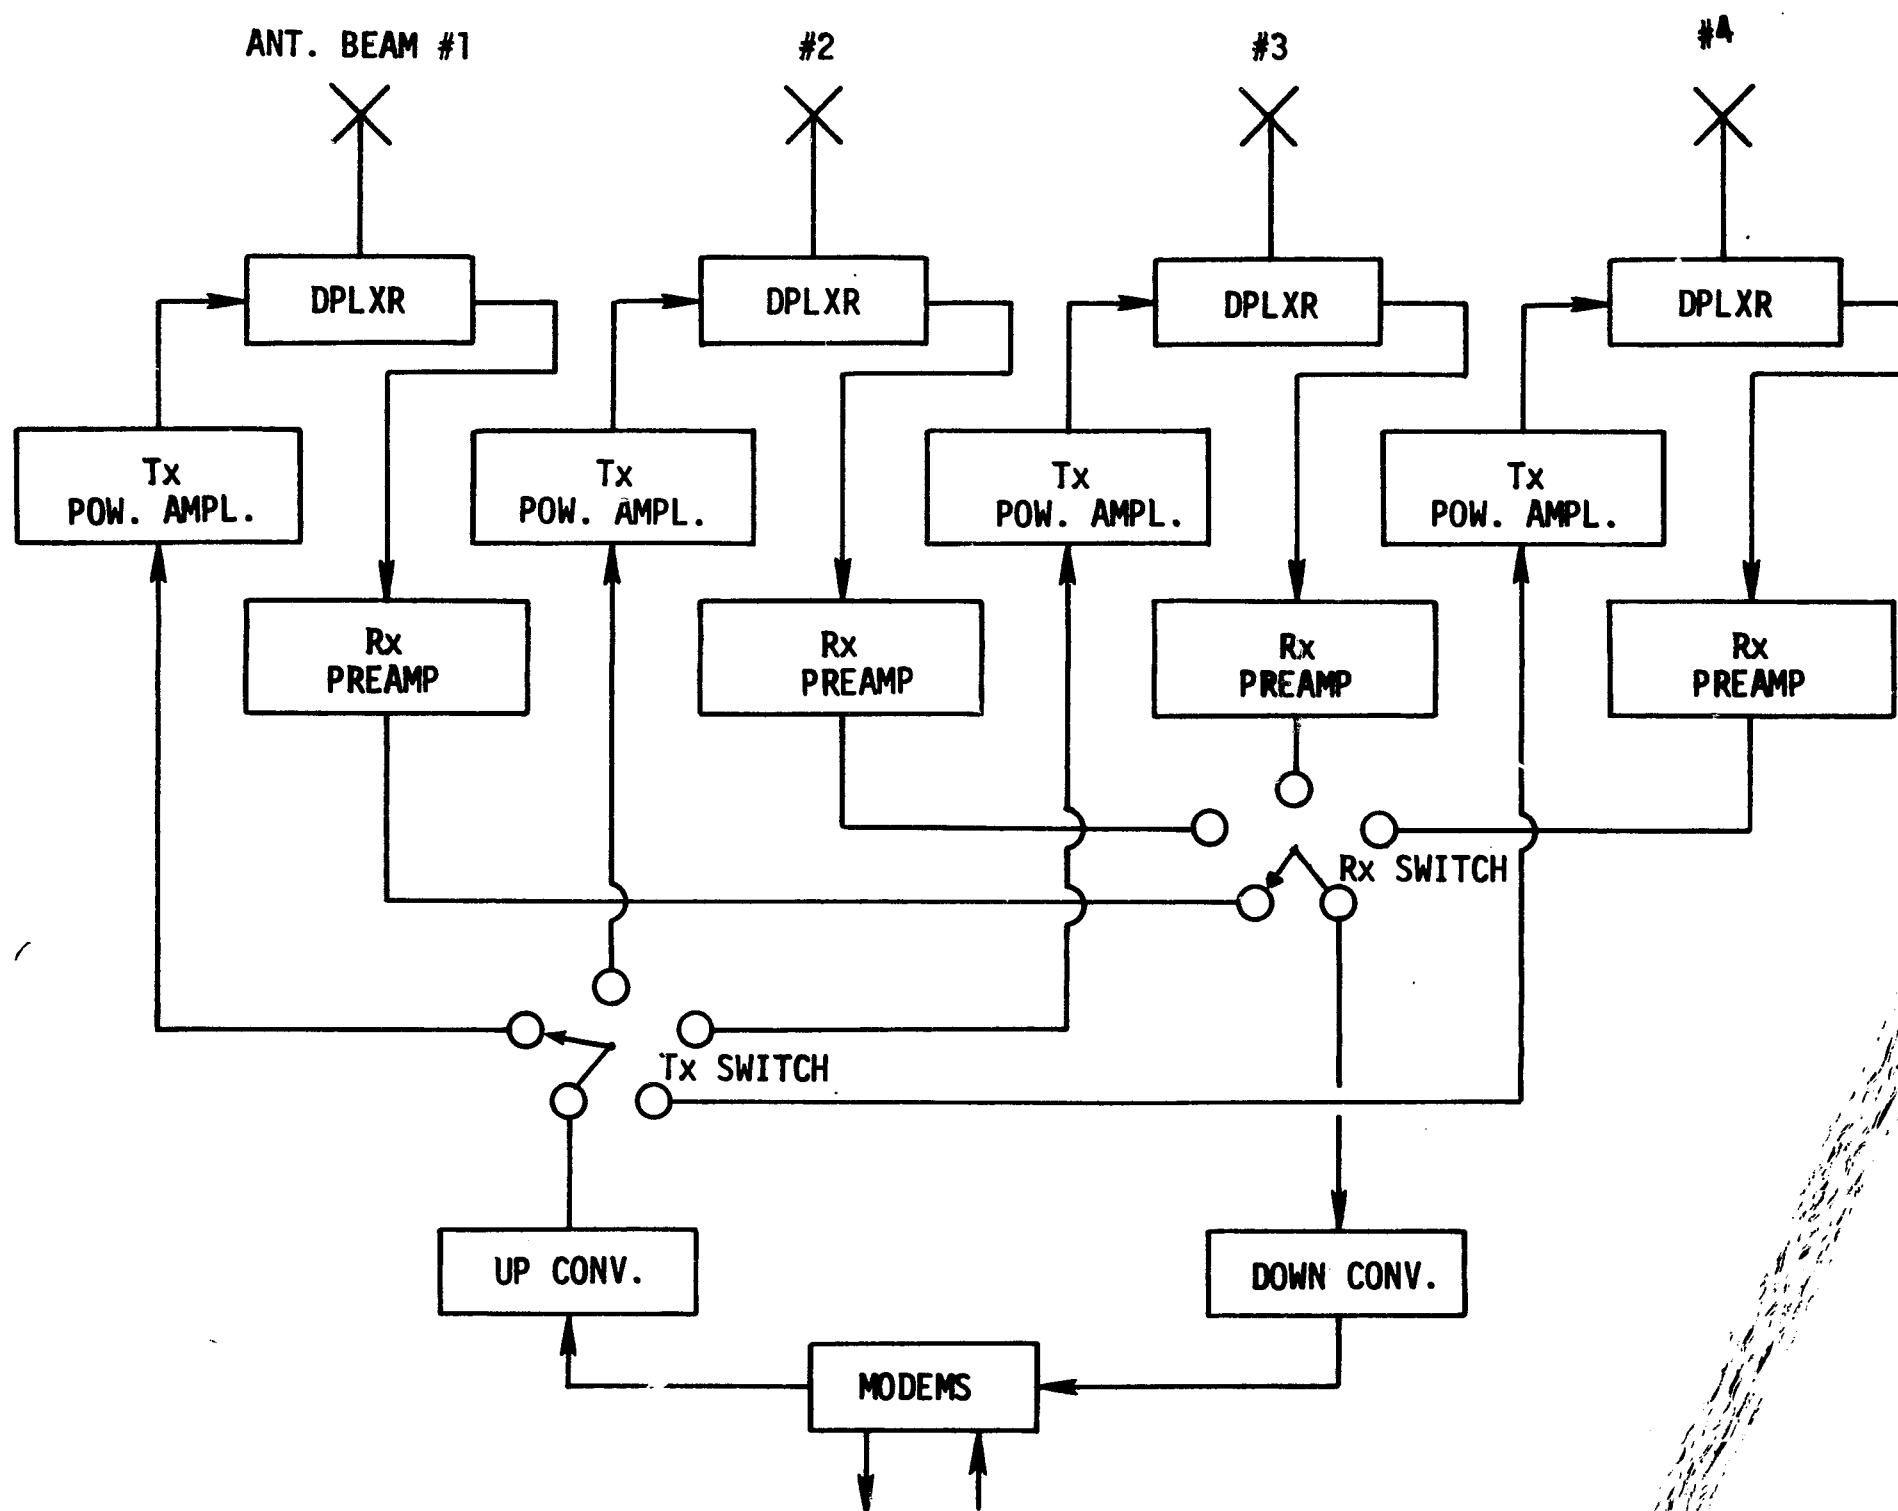 ANT. BEAM #1
#2
#3
#4
DPLXR
DPLXR
DPLXR
DPLXR
Tx
POW. AMPL.
Tx
POW. AMPL.
Tx
POW. AMPL.
Tx
POW. AMPL.
Rx
PREAMP
Rx
PREAMP
Rx
PREAMP
Rx
PREAMP
Rx SWITCH
Tx SWITCH
UP CONV.
DOWN CONV.
MODEMS